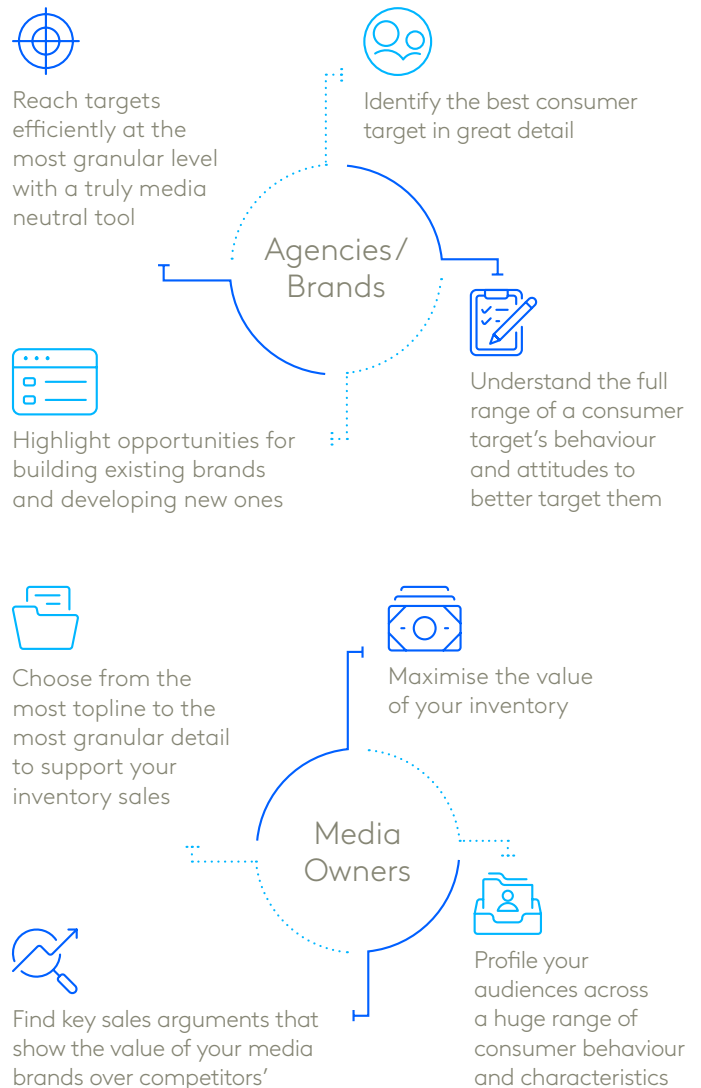 Reach targets
efficiently at the
most granular level
with a truly media
neutral tool
Identify the best consumer
target in great detail
Agencies/
Brands
Highlight opportunities for
building existing brands
and developing new ones
Understand the full
range of a consumer
target's behaviour
and attitudes to
better target them
Choose from the
most topline to the
most granular detail
to support your
inventory sales
Maximise the value
of your inventory
Media
Owners
Find key sales arguments that
show the value of your media
brands over competitors'
Profile your
audiences across
a huge range of
consumer behaviour
and characteristics